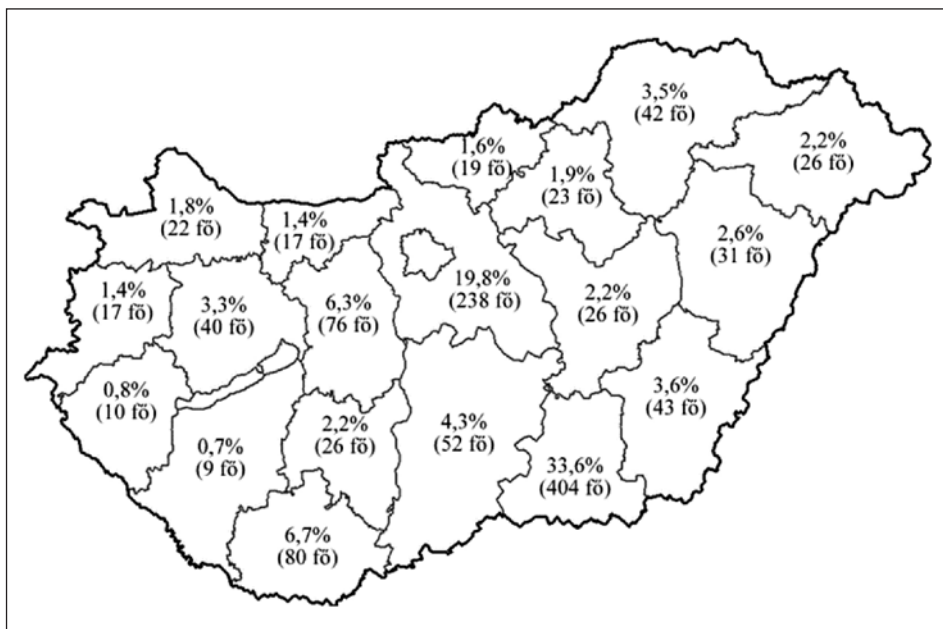 3,5%
(42 fő)
1,6%
(19 fő)
2,2%
(26 fő)
1,9%
(23 fő)
1,8%
(22 fő)
1,4%
(17 fő)
2,6%
(31 fő)
19,8%
(238 fő)
1,4%
(17 fő)
3,3%
(40 fő)
6,3%
(76 fő)
2,2%
(26 fő)
0,8%
(10 fő)
3,6%
(43 fő)
2,2%
(26 fő)
4,3%
(52 fő)
0,7%
(9 fő)
33,6%
(404 fő)
6,7%
(80 fő)